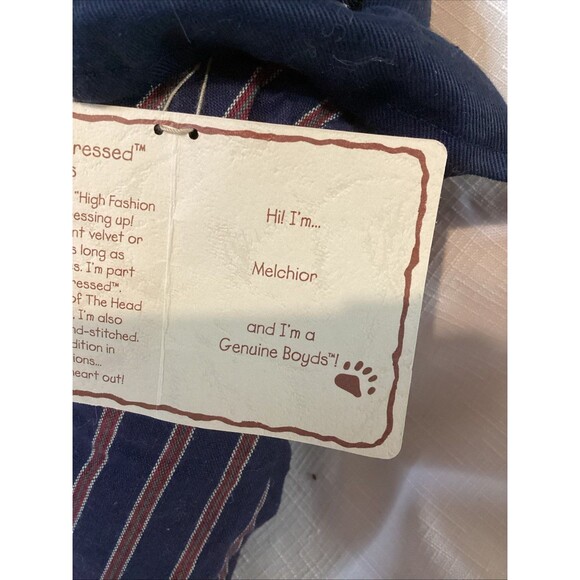 ressed™
"High Fashion
essing up!
nt velvet or
s long as
s. I'm part
ressed™.
of The Head
. I'm also
nd-stitched.
dition in
ions...
heart out!
Hi! I'm...
Melchior
and I'm a
Genuine Boyds™!